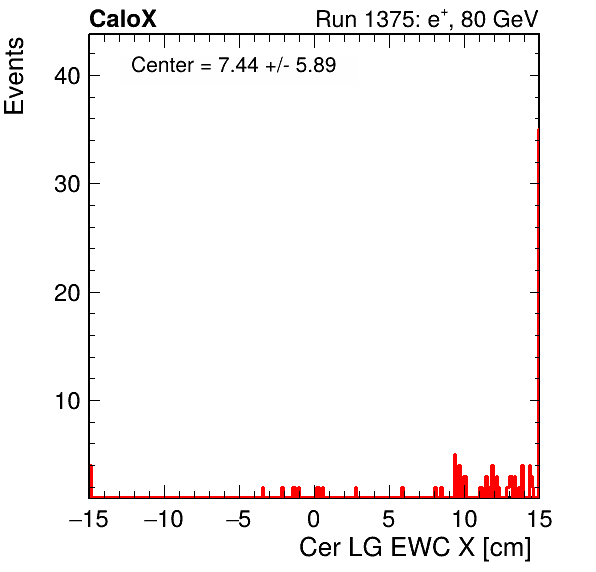 CaloX Run 1375: e⁺, 80 GeV
Center = 7.44 +/- 5.89
Events
40
30
20
10
−15 −10 −5 0 5 10 15
Cer LG EWC X [cm]